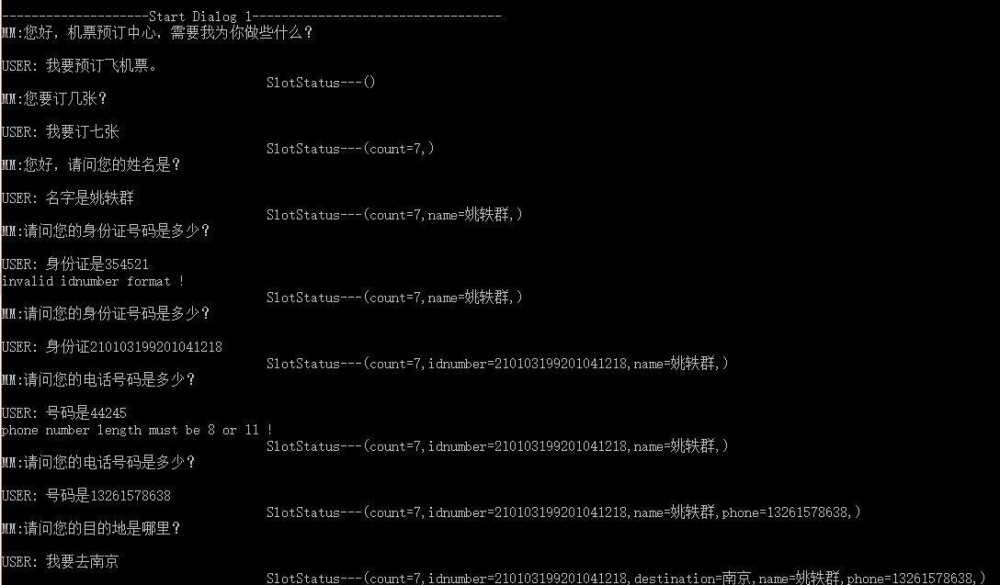 --------------------Start Dialog 1----------------------------------
MM:您好，机票预订中心，需要我为你做些什么？
USER: 我要预订飞机票。
SlotStatus---()
MM:您要订几张？
USER: 我要订七张
SlotStatus---(count=7,)
MM:您好，请问您的姓名是？
USER: 名字是姚轶群
SlotStatus---(count=7,name=姚轶群,)
MM:请问您的身份证号码是多少？
USER: 身份证是354521
invalid idnumber format !
SlotStatus---(count=7,name=姚轶群,)
MM:请问您的身份证号码是多少？
USER: 身份证210103199201041218
SlotStatus---(count=7,idnumber=210103199201041218,name=姚轶群,)
MM:请问您的电话号码是多少？
USER: 号码是44245
phone number length must be 8 or 11 !
SlotStatus---(count=7,idnumber=210103199201041218,name=姚轶群,)
MM:请问您的电话号码是多少？
USER: 号码是13261578638
SlotStatus---(count=7,idnumber=210103199201041218,name=姚轶群,phone=13261578638,)
MM:请问您的目的地是哪里？
USER: 我要去南京
SlotStatus---(count=7,idnumber=210103199201041218,destination=南京,name=姚轶群,phone=13261578638,)